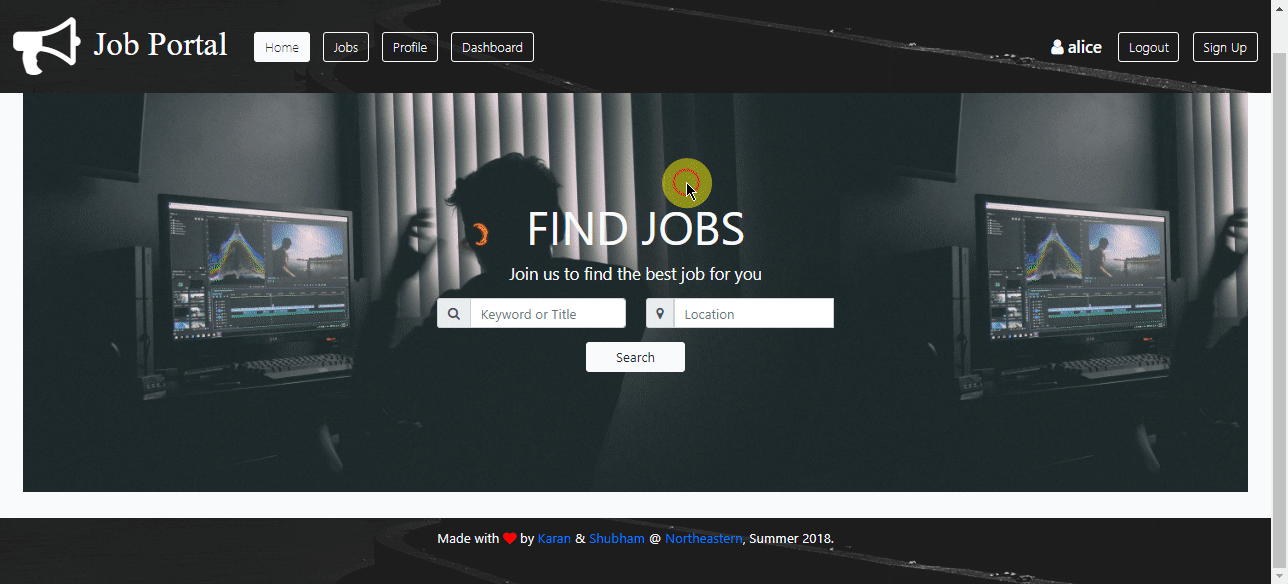 Job Portal Home Jobs Profile Dashboard alice Logout Sign Up
FIND JOBS
Join us to find the best job for you
Keyword or Title Location
Search
Made with by Karan & Shubham @ Northeastern, Summer 2018.